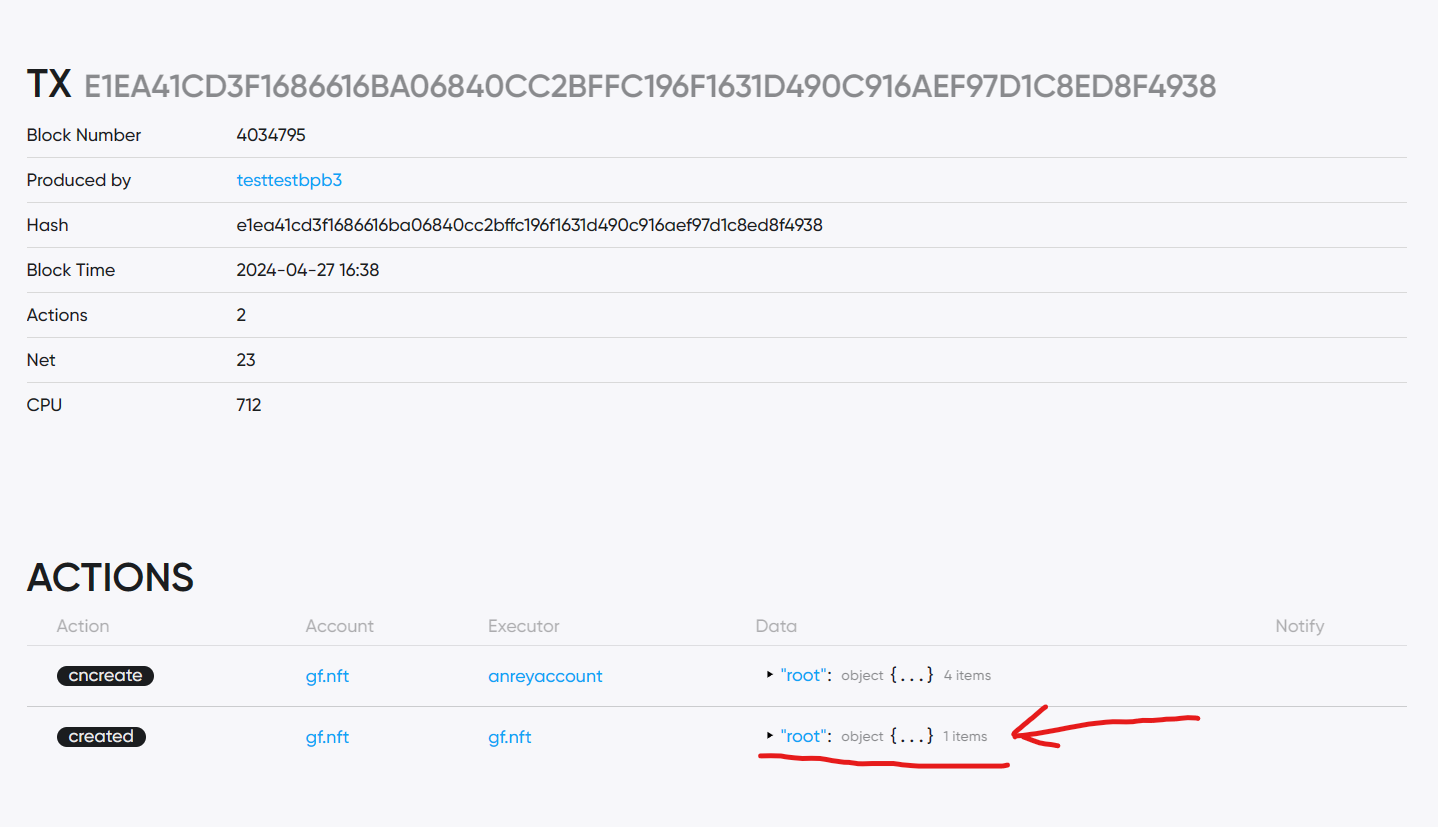 TX E1EA41CD3F1686616BA06840CC2BFFC196F1631D490C916AEF97D1C8ED8F4938
Block Number 4034795
Produced by testtestbpb3
Hash e1ea41cd3f1686616ba06840cc2bffc196f1631d490c916aef97d1c8ed8f4938
Block Time 2024-04-27 16:38
Actions 2
Net 23
CPU 712
ACTIONS
Action Account Executor Data Notify
cncreate gf.nft anreyaccount "root": object {...} 4 items
created gf.nft gf.nft "root": object {...} 1 items